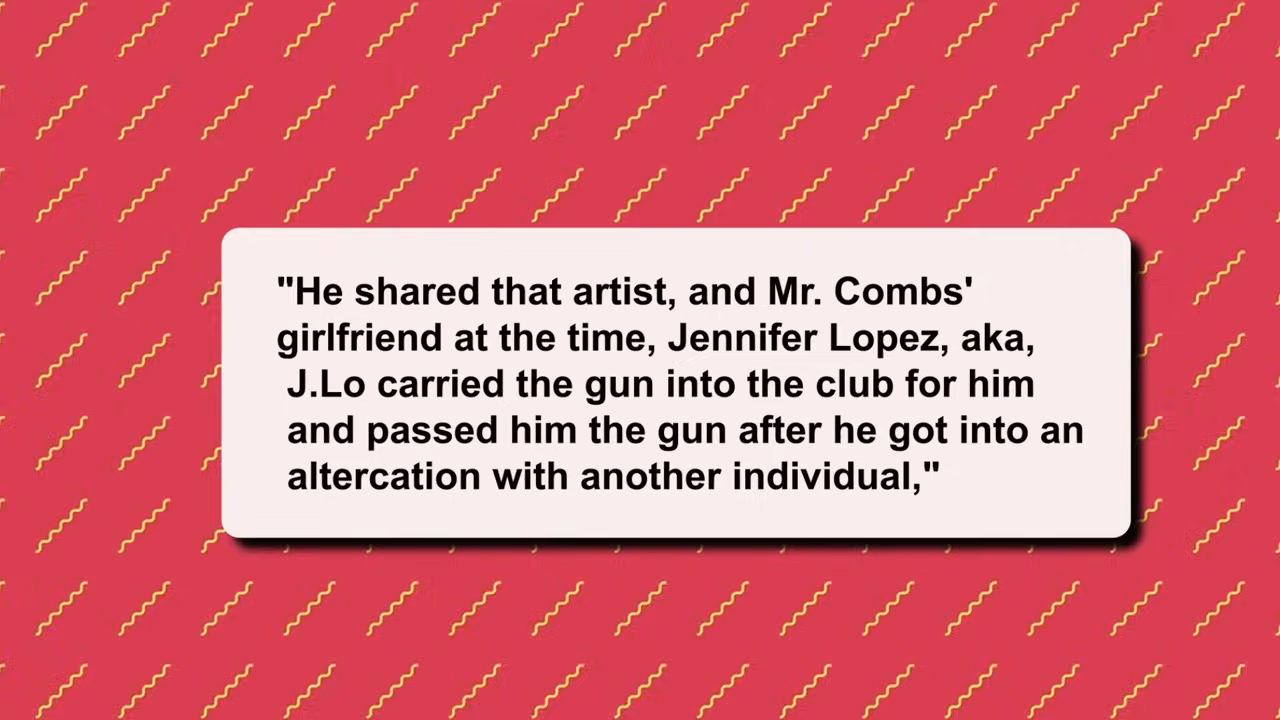 "He shared that artist, and Mr. Combs'
girlfriend at the time, Jennifer Lopez, aka,
J.Lo carried the gun into the club for him
and passed him the gun after he got into an
altercation with another individual,"